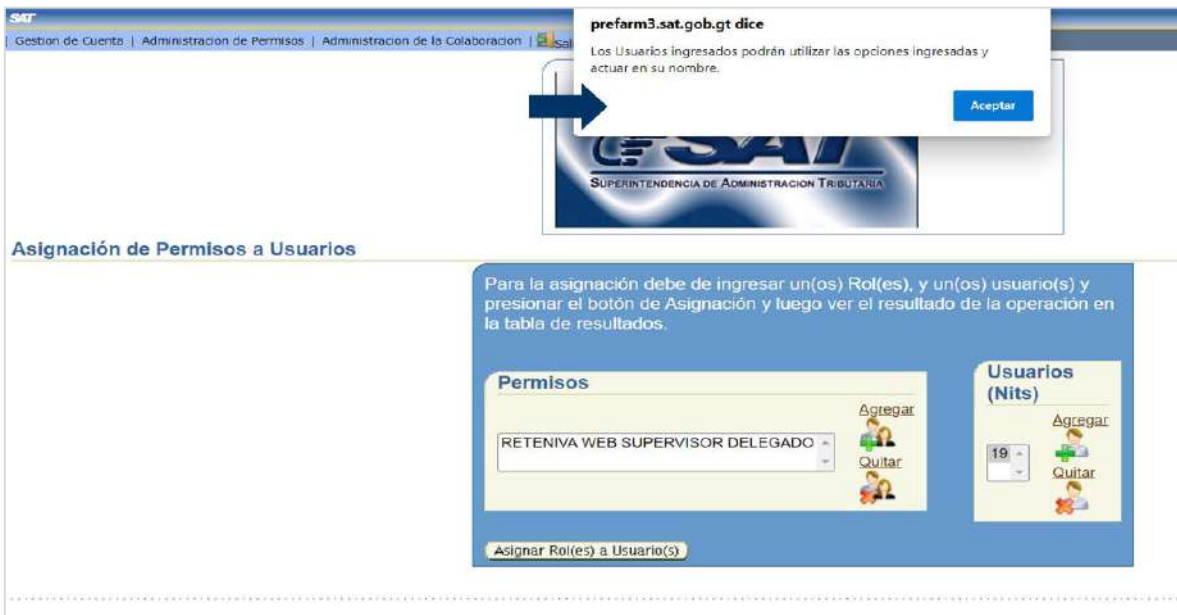 SAT
| Gestion de Cuenta | Administracion de Permisos | Administracion de la Colaboracion | Sal
prefarm3.sat.gob.gt dice
Los Usuarios ingresados podrán utilizar las opciones ingresadas y
actuar en su nombre.
Aceptar
SAT
SUPERINTENDENCIA DE ADMINISTRACION TRIBUTARIA
Asignación de Permisos a Usuarios
Para la asignación debe de ingresar un(os) Rol(es), y un(os) usuario(s) y
presionar el botón de Asignación y luego ver el resultado de la operación en
la tabla de resultados.
Permisos
RETENIVA WEB SUPERVISOR DELEGADO
Agregar
Quitar
Usuarios
(Nits)
19
Agregar
Quitar
Asignar Rol(es) a Usuario(s)